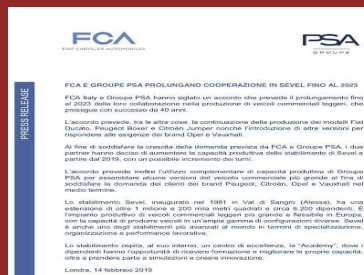 FCA
FIAT CHRYSLER AUTOMOBILES
PSA
GROUPE
PRESS RELEASE
FCA E GROUPE PSA PROLUNGANO COOPERAZIONE IN SEVEL FINO AL 2023
FCA Italy e Groupe PSA hanno siglato un accordo che prevede il prolungamento fino
al 2023 della loro collaborazione nella produzione di veicoli commerciali leggeri, che
prosegue con successo da 40 anni.
L'accordo prevede, tra le altre cose, la continuazione della produzione dei modelli Fiat
Ducato, Peugeot Boxer e Citroën Jumper nonché l'introduzione di altre versioni per
rispondere alle esigenze dei brand Opel e Vauxhall.
Al fine di soddisfare la crescita della domanda prevista da FCA e Groupe PSA, i due
partner hanno deciso di aumentare la capacità produttiva dello stabilimento di Sevel a
partire dal 2019, con un possibile incremento dei turni.
L'accordo prevede inoltre l'utilizzo complementare di capacità produttiva di Groupe
PSA per assemblare alcune versioni del veicolo commerciale più grande al fine di
soddisfare la domanda dei clienti dei brand Peugeot, Citroën, Opel e Vauxhall nel
medio termine.
Lo stabilimento Sevel, inaugurato nel 1981 in Val di Sangro (Atessa), ha una
estensione di oltre 1 milione e 200 mila metri quadrati e circa 6.200 dipendenti. È
l'impianto produttivo di veicoli commerciali leggeri più grande e flessibile in Europa,
con la capacità di produrre veicoli in un'ampia gamma di configurazioni diverse. Sevel
è anche uno degli stabilimenti più avanzati al mondo in termini di specializzazione,
organizzazione e performance lavorativa.
Lo stabilimento ospita, al suo interno, un centro di eccellenza, la "Academy", dove i
dipendenti hanno l'opportunità di ricevere formazione e migliorare le proprie capacità,
oltre a prendere parte a simulazioni e creare innovazione.
Londra, 14 febbraio 2019